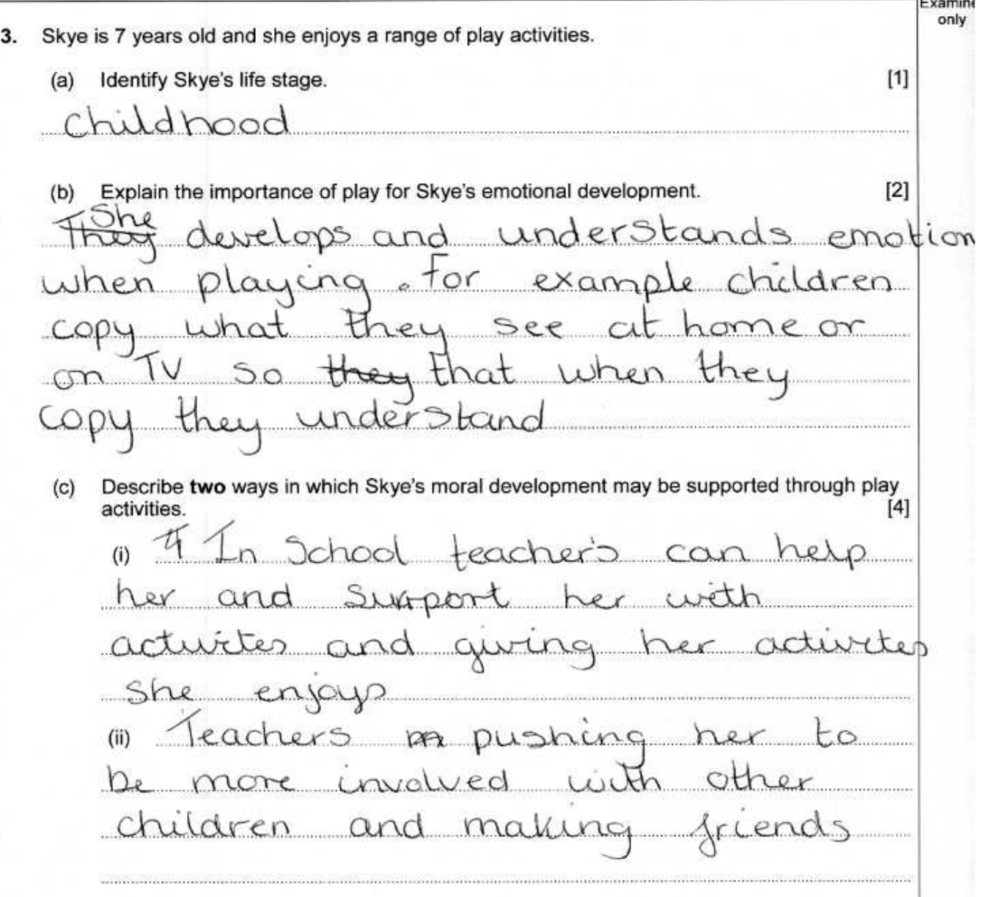 Examine
only
3. Skye is 7 years old and she enjoys a range of play activities.
(a) Identify Skye's life stage. [1]
Childhood
(b) Explain the importance of play for Skye's emotional development. [2]
She
They develops and understands emotion
when playing. For example children
copy what they see at home or
on TV so they that when they
copy they understand
(c) Describe two ways in which Skye's moral development may be supported through play
activities. [4]
(i) In School teacher's can help
her and support her with
activites and giving her activites
she enjoys
(ii) Teachers pushing her to
be more involved with other
children and making friends